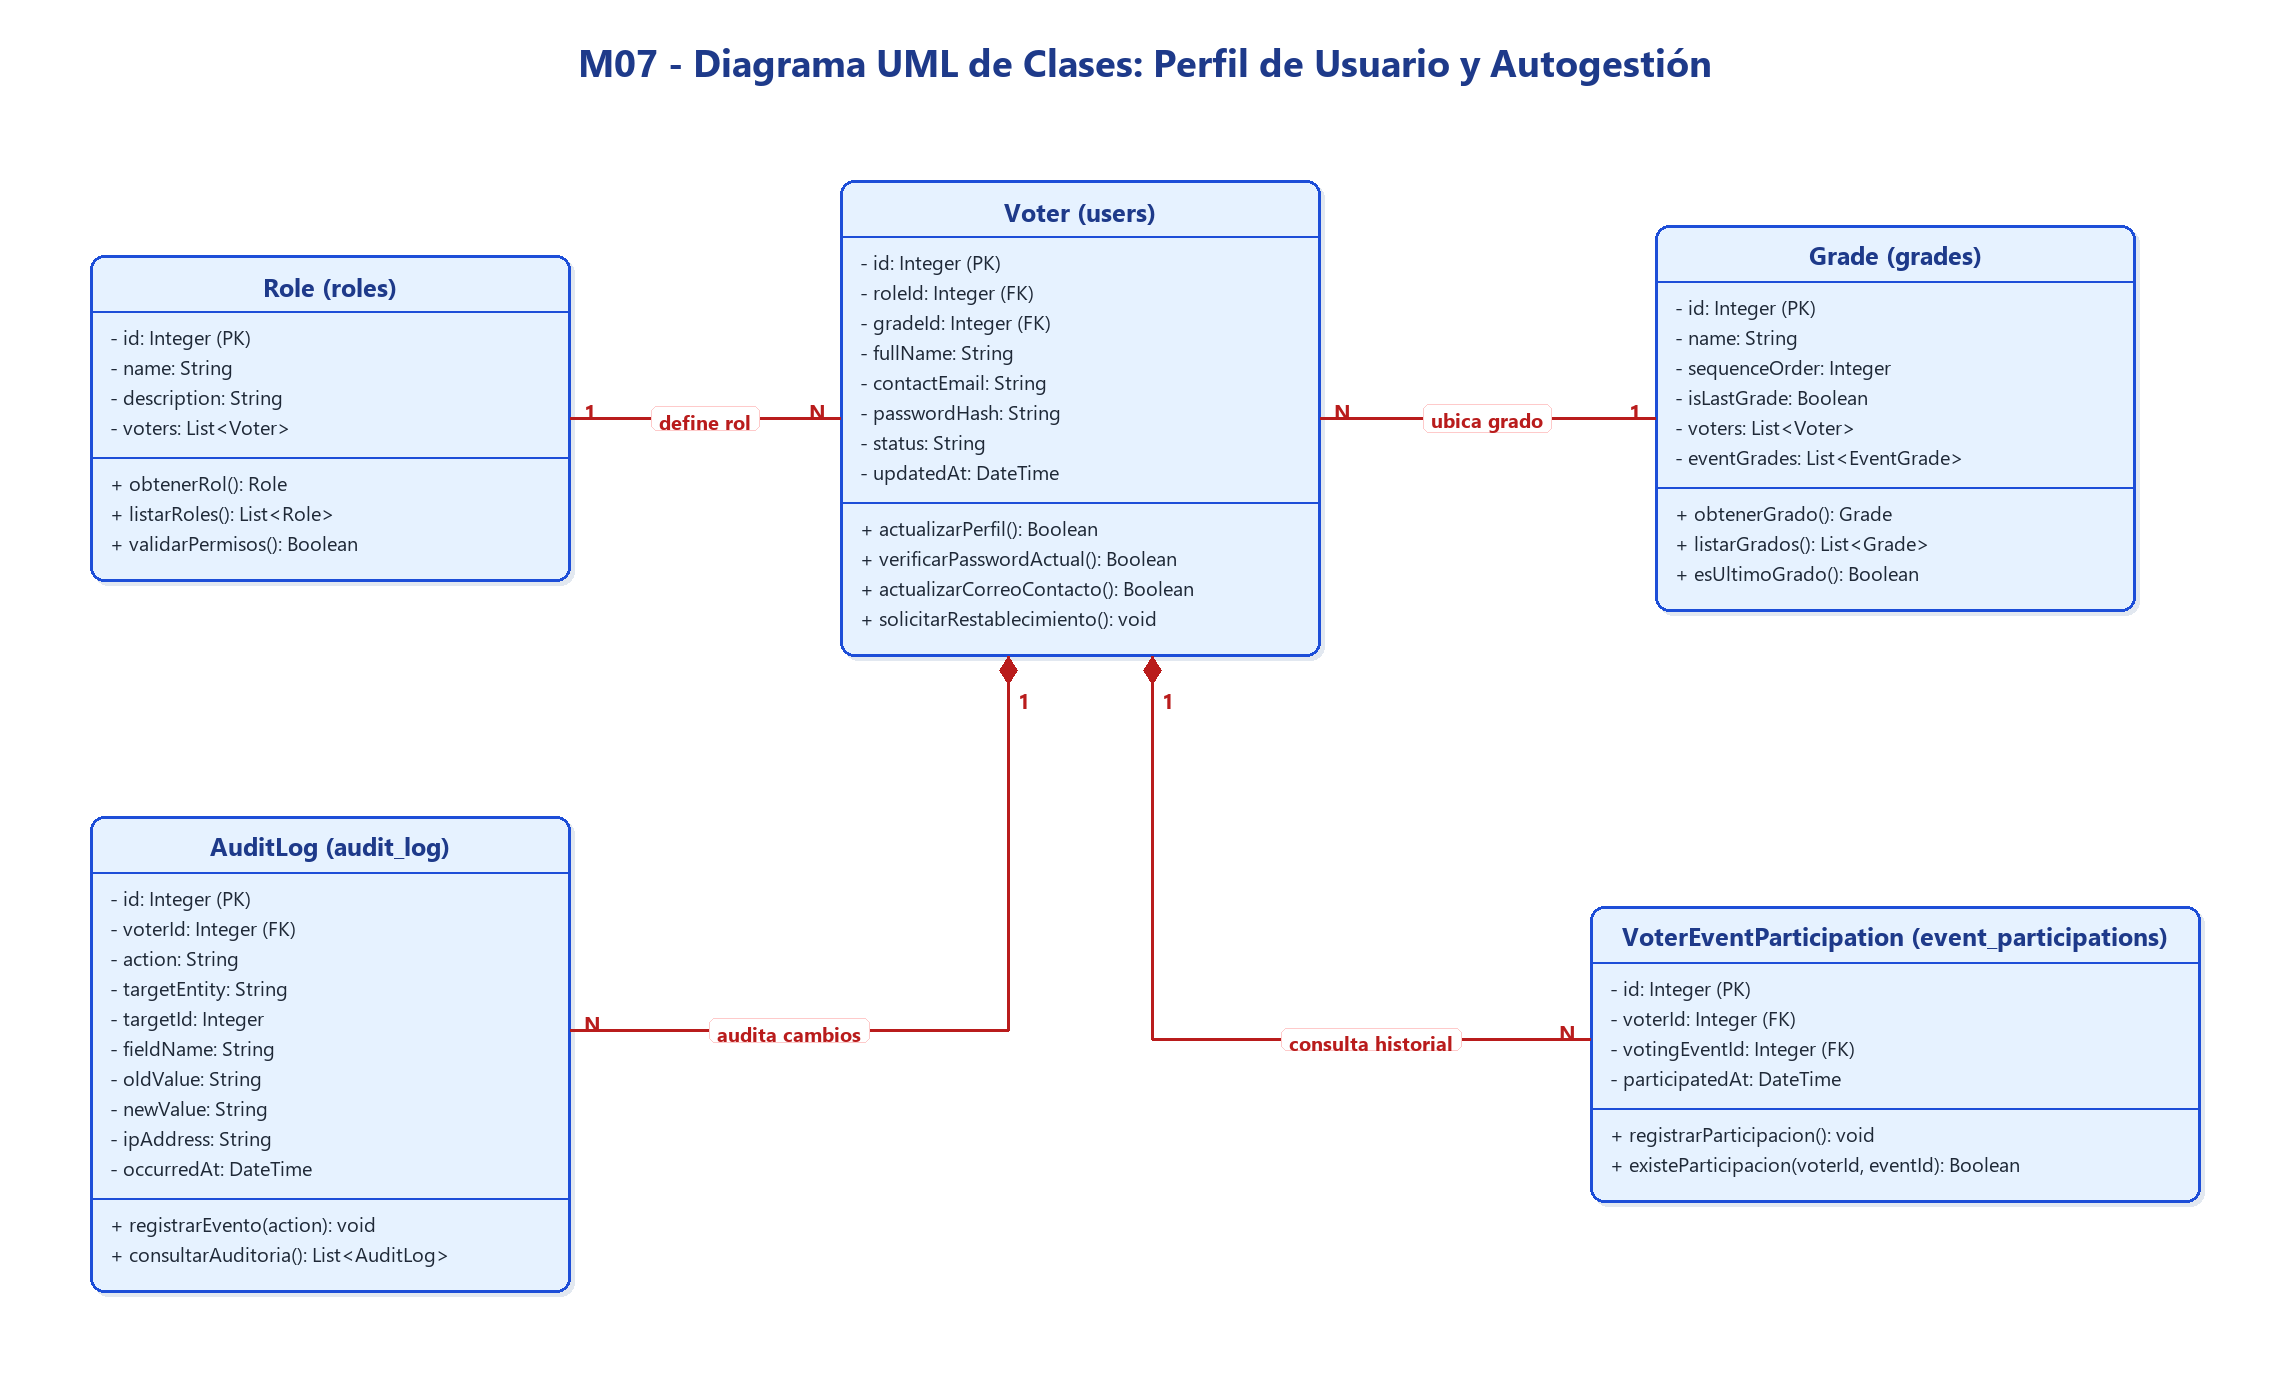 M07 - Diagrama UML de Clases: Perfil de Usuario y Autogestión
Role (roles)
- id: Integer (PK)
- name: String
- description: String
- voters: List<Voter>
+ obtenerRol(): Role
+ listarRoles(): List<Role>
+ validarPermisos(): Boolean
1
define rol
N
Voter (users)
- id: Integer (PK)
- roleId: Integer (FK)
- gradeId: Integer (FK)
- fullName: String
- contactEmail: String
- passwordHash: String
- status: String
- updatedAt: DateTime
+ actualizarPerfil(): Boolean
+ verificarPasswordActual(): Boolean
+ actualizarCorreoContacto(): Boolean
+ solicitarRestablecimiento(): void
N
ubica grado
1
Grade (grades)
- id: Integer (PK)
- name: String
- sequenceOrder: Integer
- isLastGrade: Boolean
- voters: List<Voter>
- eventGrades: List<EventGrade>
+ obtenerGrado(): Grade
+ listarGrados(): List<Grade>
+ esUltimoGrado(): Boolean
1
1
AuditLog (audit_log)
- id: Integer (PK)
- voterId: Integer (FK)
- action: String
- targetEntity: String
- targetId: Integer
- fieldName: String
- oldValue: String
- newValue: String
- ipAddress: String
- occurredAt: DateTime
+ registrarEvento(action): void
+ consultarAuditoria(): List<AuditLog>
N
audita cambios
consulta historial
N
VoterEventParticipation (event_participations)
- id: Integer (PK)
- voterId: Integer (FK)
- votingEventId: Integer (FK)
- participatedAt: DateTime
+ registrarParticipacion(): void
+ existeParticipacion(voterId, eventId): Boolean